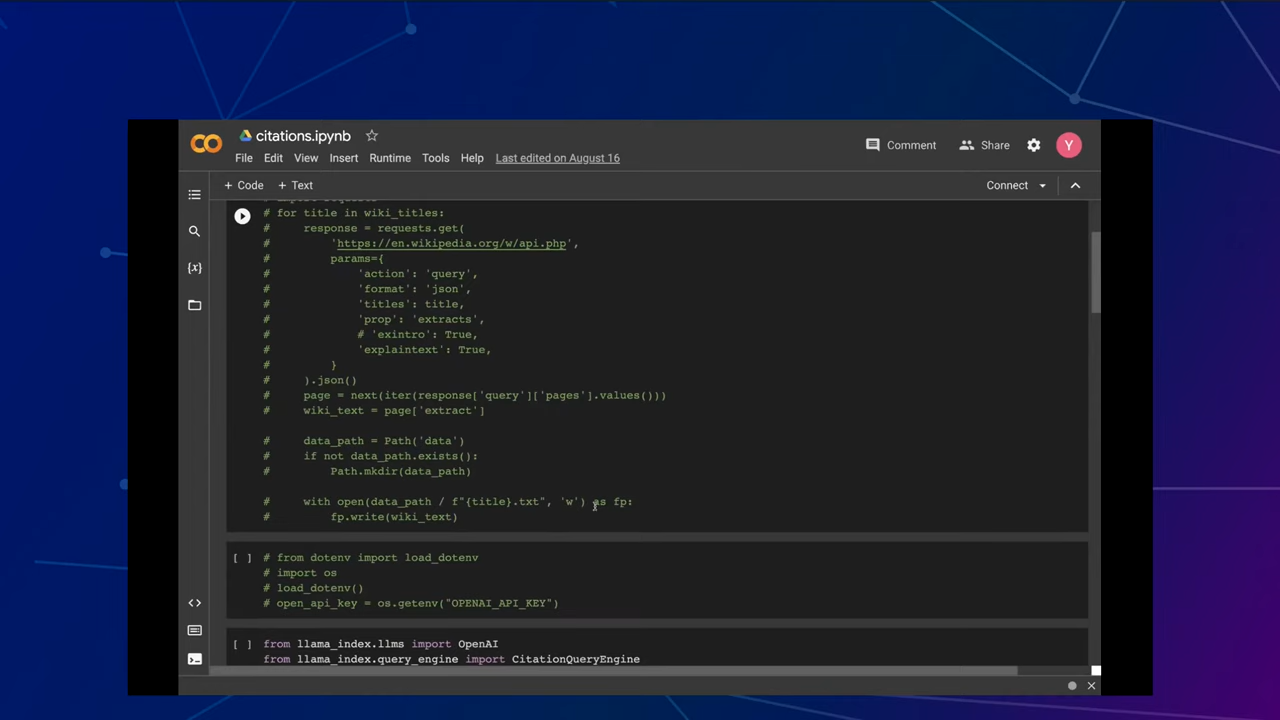 citations.ipynb
File Edit View Insert Runtime Tools Help Last edited on August 16
Comment Share Y
+ Code + Text Connect
# for title in wiki_titles:
#     response = requests.get(
#         'https://en.wikipedia.org/w/api.php',
#         params={
#             'action': 'query',
#             'format': 'json',
#             'titles': title,
#             'prop': 'extracts',
#             # 'exintro': True,
#             'explaintext': True,
#         }
#     ).json()
#     page = next(iter(response['query']['pages'].values()))
#     wiki_text = page['extract']
#     data_path = Path('data')
#     if not data_path.exists():
#         Path.mkdir(data_path)
#     with open(data_path / f"{title}.txt", 'w') as fp:
#         fp.write(wiki_text)
[ ] # from dotenv import load_dotenv
# import os
# load_dotenv()
# open_api_key = os.getenv("OPENAI_API_KEY")
[ ] from llama_index.llms import OpenAI
from llama_index.query_engine import CitationQueryEngine